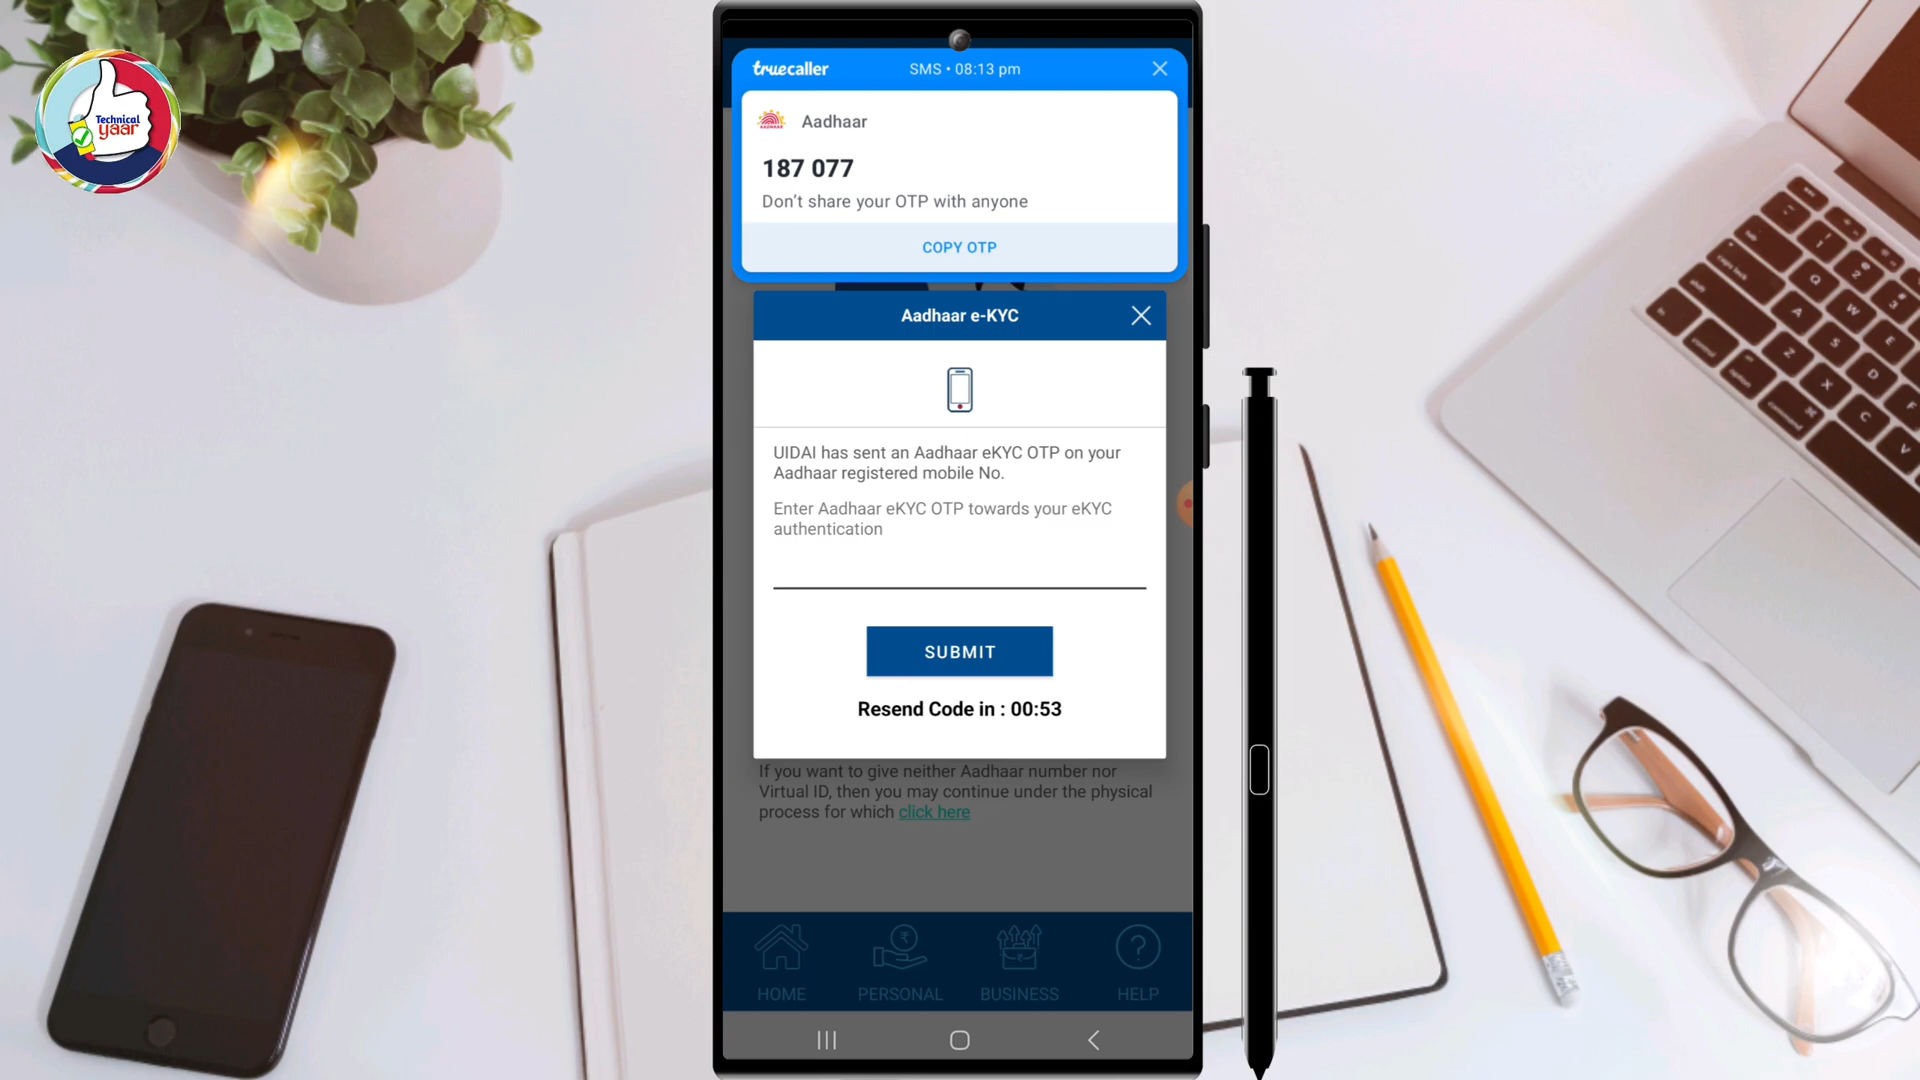 Technical
yaar
truecaller
SMS • 08:13 pm
AADHAAR
Aadhaar
187 077
Don't share your OTP with anyone
COPY OTP
Aadhaar e-KYC
UIDAI has sent an Aadhaar eKYC OTP on your
Aadhaar registered mobile No.
Enter Aadhaar eKYC OTP towards your eKYC
authentication
SUBMIT
Resend Code in : 00:53
If you want to give neither Aadhaar number nor
Virtual ID, then you may continue under the physical
process for which click here
HOME
PERSONAL
BUSINESS
HELP